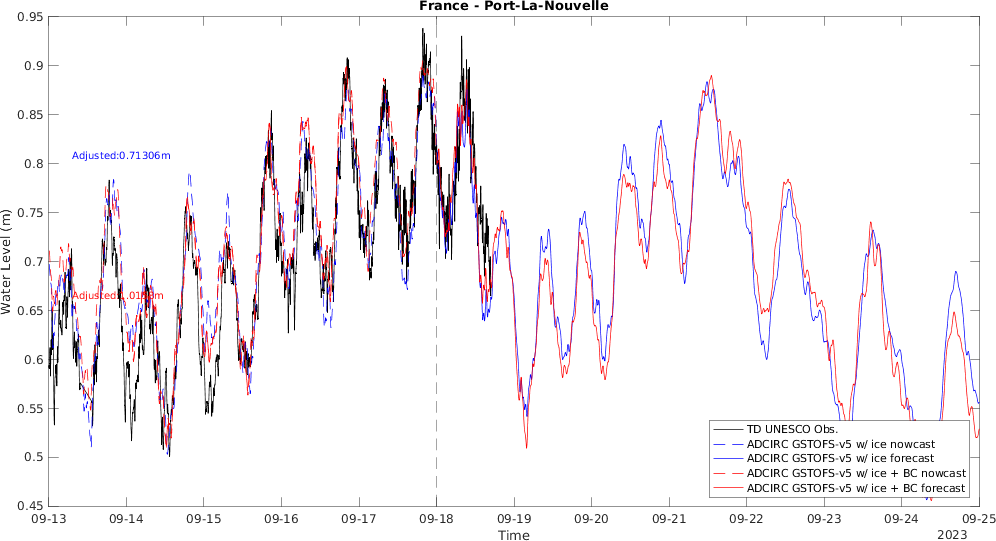 France - Port-La-Nouvelle
Water Level (m)
0.95
0.9
0.85
0.8
0.75
0.7
0.65
0.6
0.55
0.5
0.45
Adjusted:0.71306m
TD UNESCO Obs.
ADCIRC GSTOFS-v5 w/ ice nowcast
ADCIRC GSTOFS-v5 w/ ice forecast
ADCIRC GSTOFS-v5 w/ ice + BC nowcast
ADCIRC GSTOFS-v5 w/ ice + BC forecast
09-13 09-14 09-15 09-16 09-17 09-18 09-19 09-20 09-21 09-22 09-23 09-24 09-25
Time
2023